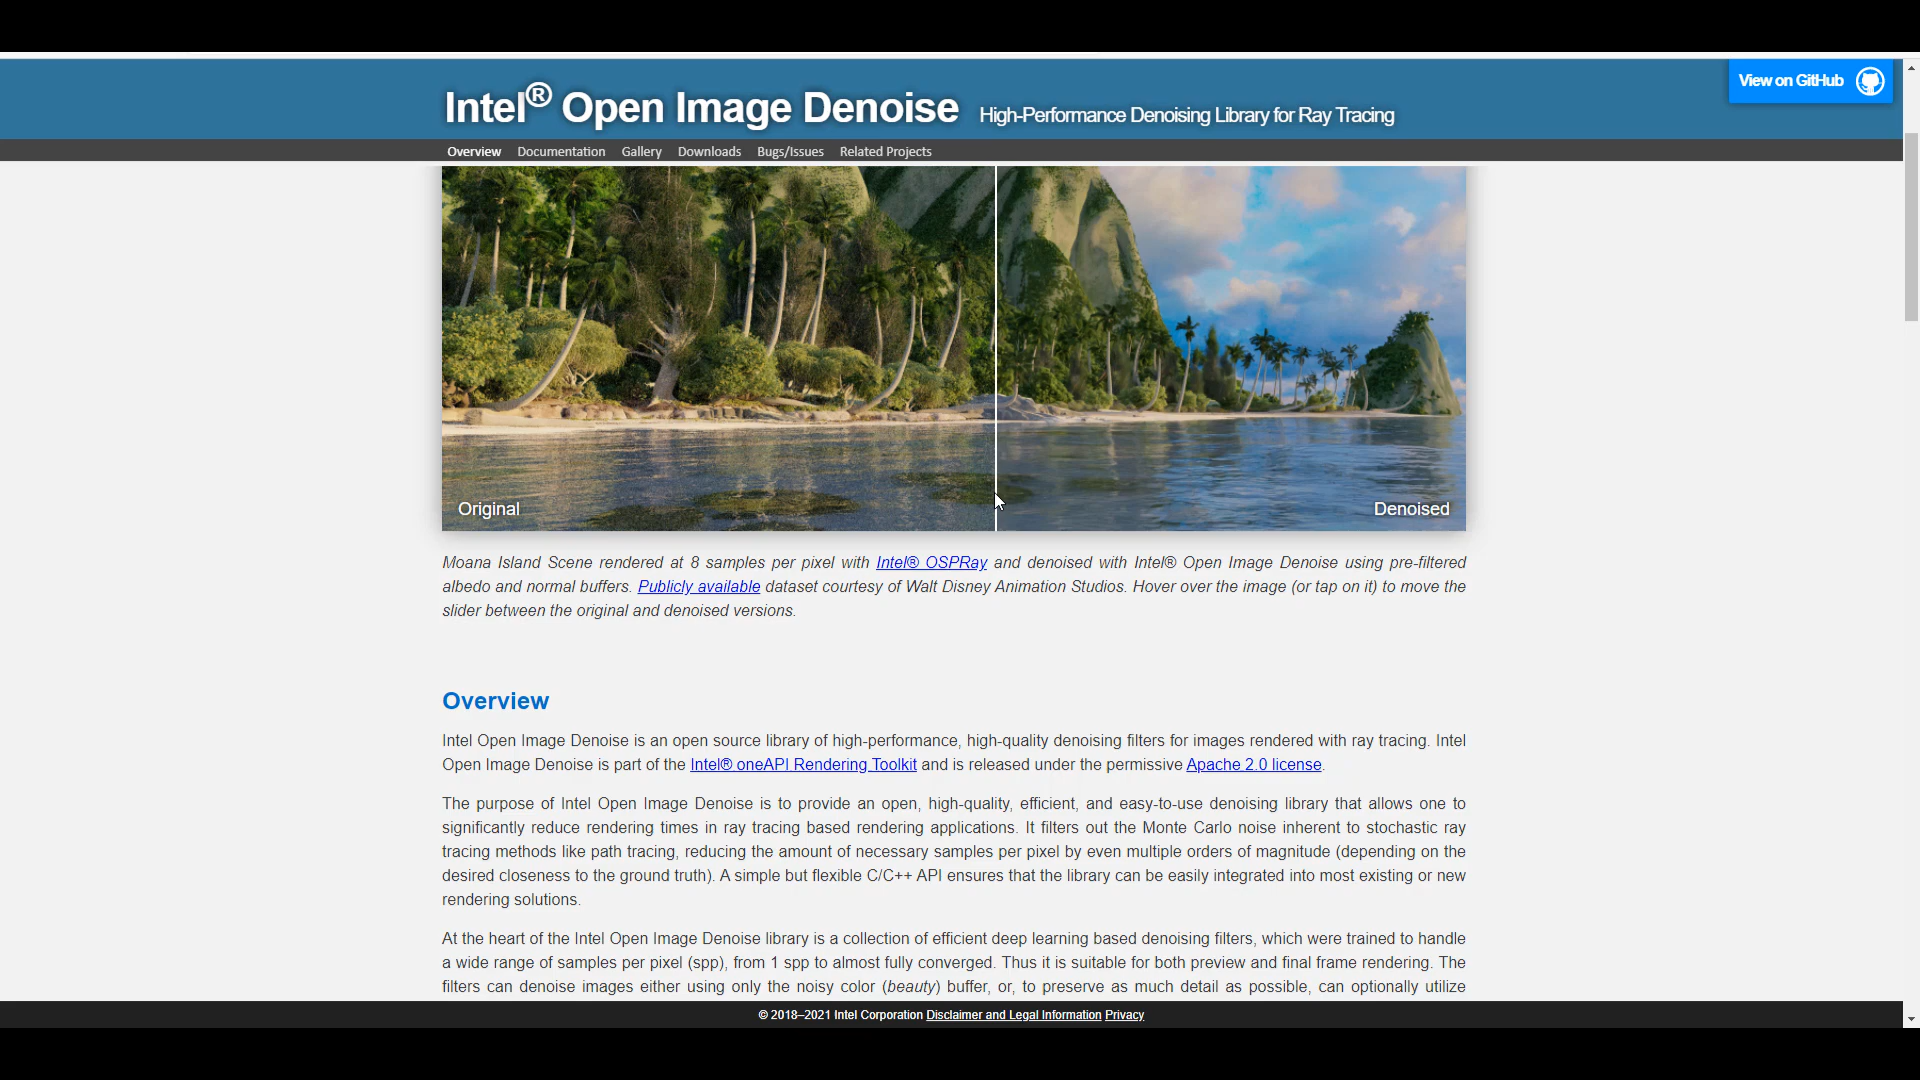 Intel® Open Image Denoise High-Performance Denoising Library for Ray Tracing
View on GitHub
Overview Documentation Gallery Downloads Bugs/Issues Related Projects
Original
Denoised
Moana Island Scene rendered at 8 samples per pixel with Intel® OSPRay and denoised with Intel® Open Image Denoise using pre-filtered
albedo and normal buffers. Publicly available dataset courtesy of Walt Disney Animation Studios. Hover over the image (or tap on it) to move the
slider between the original and denoised versions.
Overview
Intel Open Image Denoise is an open source library of high-performance, high-quality denoising filters for images rendered with ray tracing. Intel
Open Image Denoise is part of the Intel® oneAPI Rendering Toolkit and is released under the permissive Apache 2.0 license.
The purpose of Intel Open Image Denoise is to provide an open, high-quality, efficient, and easy-to-use denoising library that allows one to
significantly reduce rendering times in ray tracing based rendering applications. It filters out the Monte Carlo noise inherent to stochastic ray
tracing methods like path tracing, reducing the amount of necessary samples per pixel by even multiple orders of magnitude (depending on the
desired closeness to the ground truth). A simple but flexible C/C++ API ensures that the library can be easily integrated into most existing or new
rendering solutions.
At the heart of the Intel Open Image Denoise library is a collection of efficient deep learning based denoising filters, which were trained to handle
a wide range of samples per pixel (spp), from 1 spp to almost fully converged. Thus it is suitable for both preview and final frame rendering. The
filters can denoise images either using only the noisy color (beauty) buffer, or, to preserve as much detail as possible, can optionally utilize
© 2018–2021 Intel Corporation Disclaimer and Legal Information Privacy